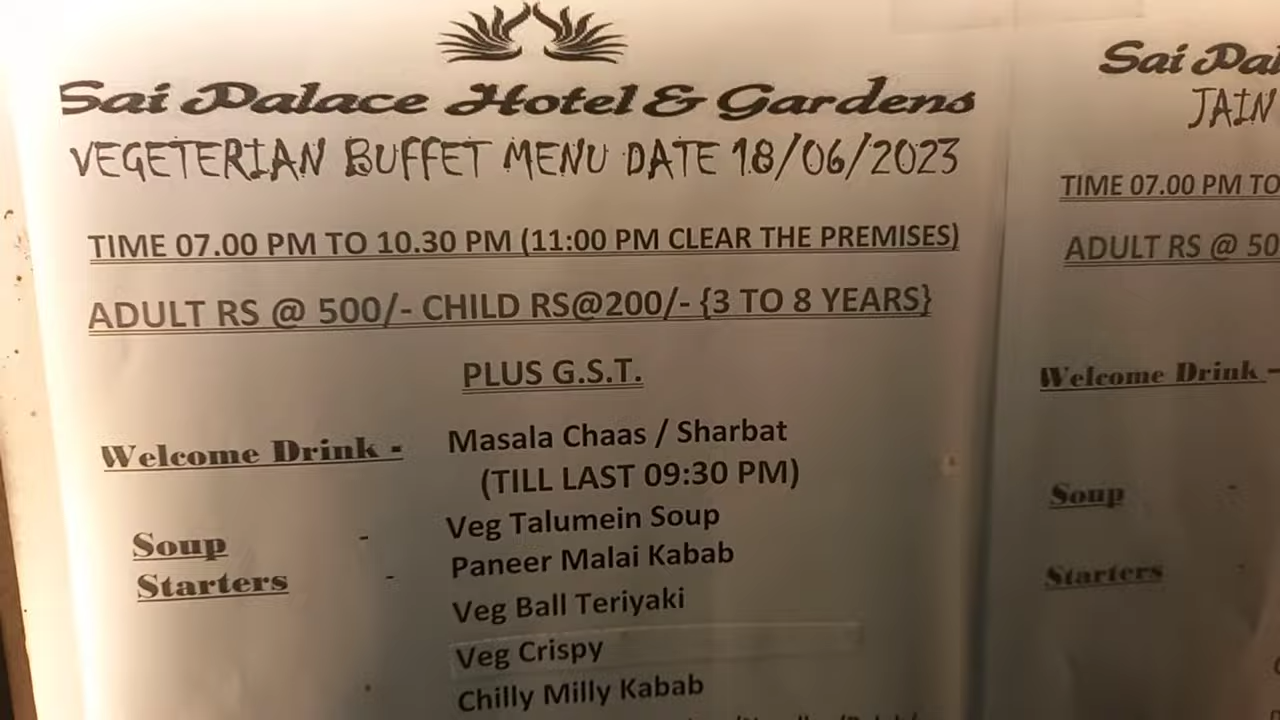 Sai Palace Hotel & Gardens
VEGETERIAN BUFFET MENU DATE 18/06/2023
TIME 07.00 PM TO 10.30 PM (11:00 PM CLEAR THE PREMISES)
ADULT RS @ 500/- CHILD RS@200/- {3 TO 8 YEARS}
PLUS G.S.T.
Welcome Drink - Masala Chaas / Sharbat
(TILL LAST 09:30 PM)
Soup - Veg Talumein Soup
Starters - Paneer Malai Kabab
Veg Ball Teriyaki
Veg Crispy
Chilly Milly Kabab
Sai
JAIN
TIME 07.00 PM TO
ADULT RS @ 50
Welcome Drink -
Soup -
Starters -